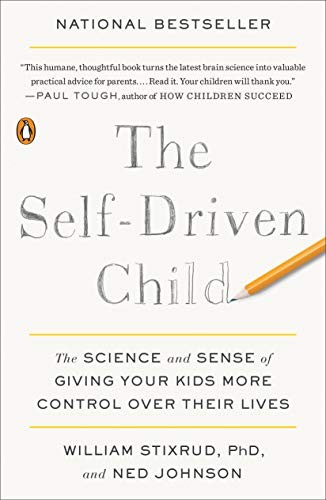 NATIONAL BESTSELLER
"This humane, thoughtful book turns the latest brain science into valuable
practical advice for parents.... Read it. Your children will thank you."
—PAUL TOUGH, author of HOW CHILDREN SUCCEED
The
Self-Driven
Child
The SCIENCE and SENSE of
GIVING YOUR KIDS MORE
CONTROL OVER THEIR LIVES
WILLIAM STIXRUD, PhD,
and NED JOHNSON